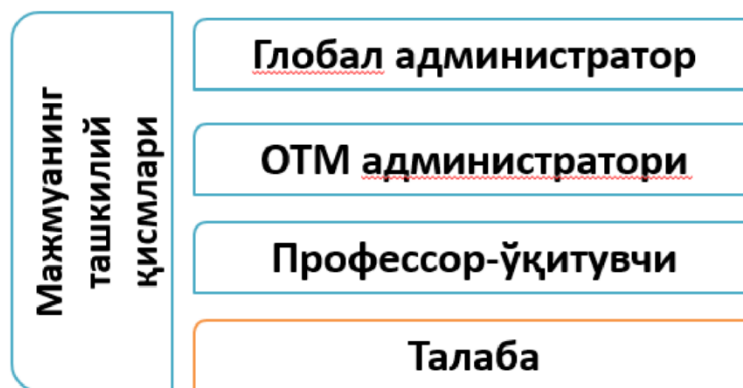 Мажмуанинг
ташкилий
қисмлари
Глобал администратор
ОТМ администратори
Профессор-ўқитувчи
Талаба